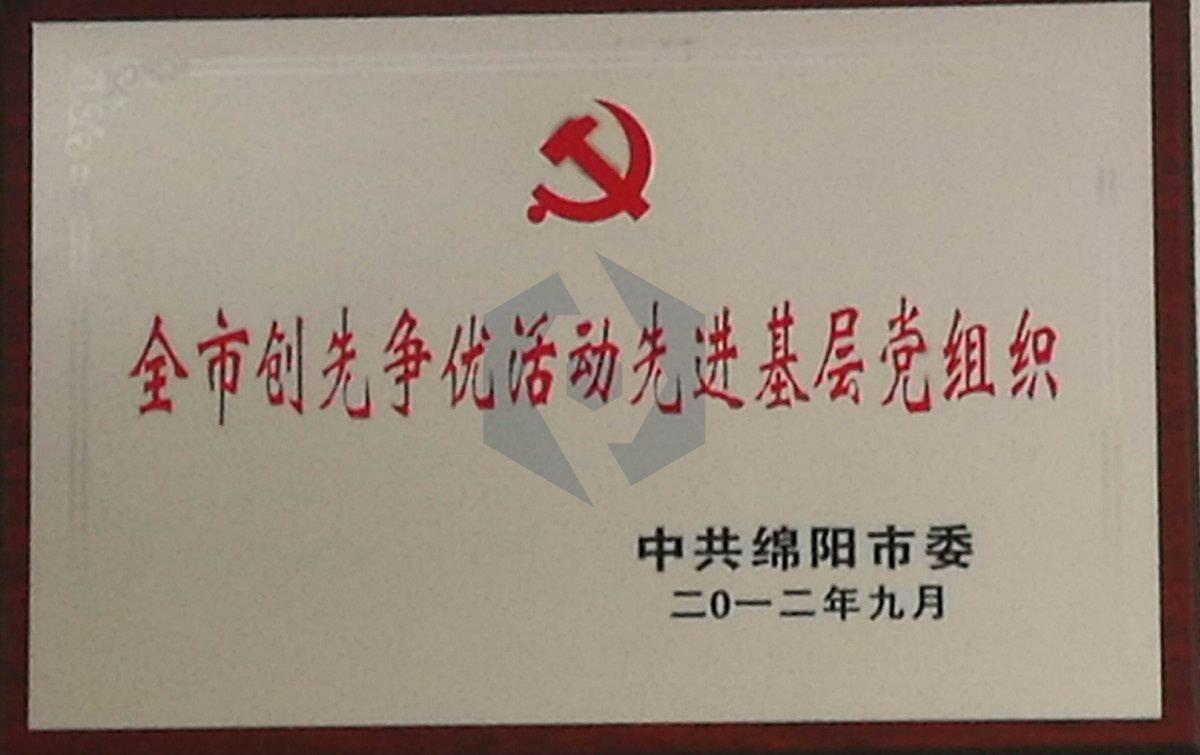 全市创先争优活动先进基层党组织
中共绵阳市委
二0一二年九月